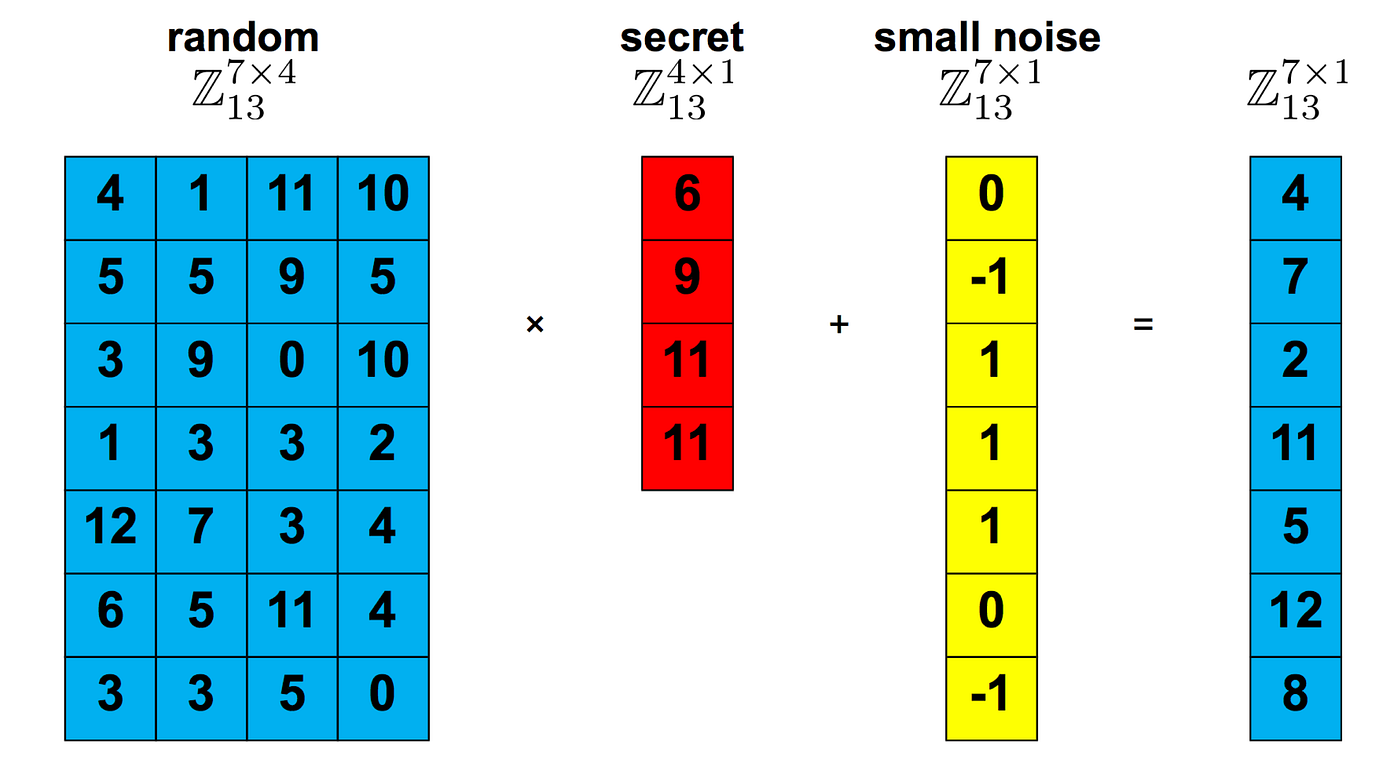 random secret small noise
ℤ₁₃^{7×4} ℤ₁₃^{4×1} ℤ₁₃^{7×1} ℤ₁₃^{7×1}
4 1 11 10 6 0 4
5 5 9 5 9 -1 7
× + =
3 9 0 10 11 1 2
1 3 3 2 11 1 11
12 7 3 4 1 5
6 5 11 4 0 12
3 3 5 0 -1 8